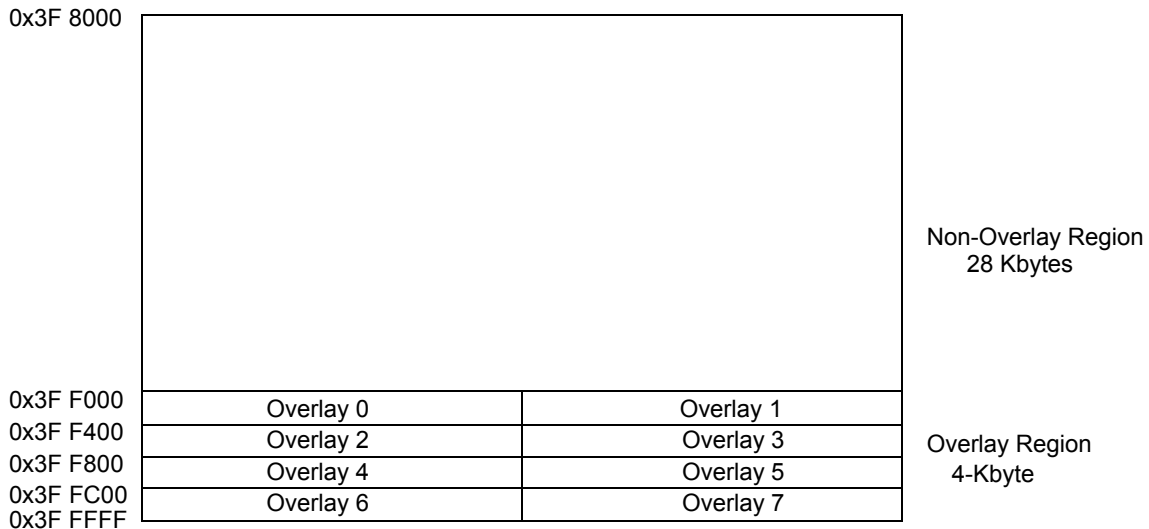 0x3F 8000
Non-Overlay Region
28 Kbytes
0x3F F000
Overlay 0
Overlay 1
0x3F F400
Overlay 2
Overlay 3
Overlay Region
0x3F F800
Overlay 4
Overlay 5
4-Kbyte
0x3F FC00
Overlay 6
Overlay 7
0x3F FFFF